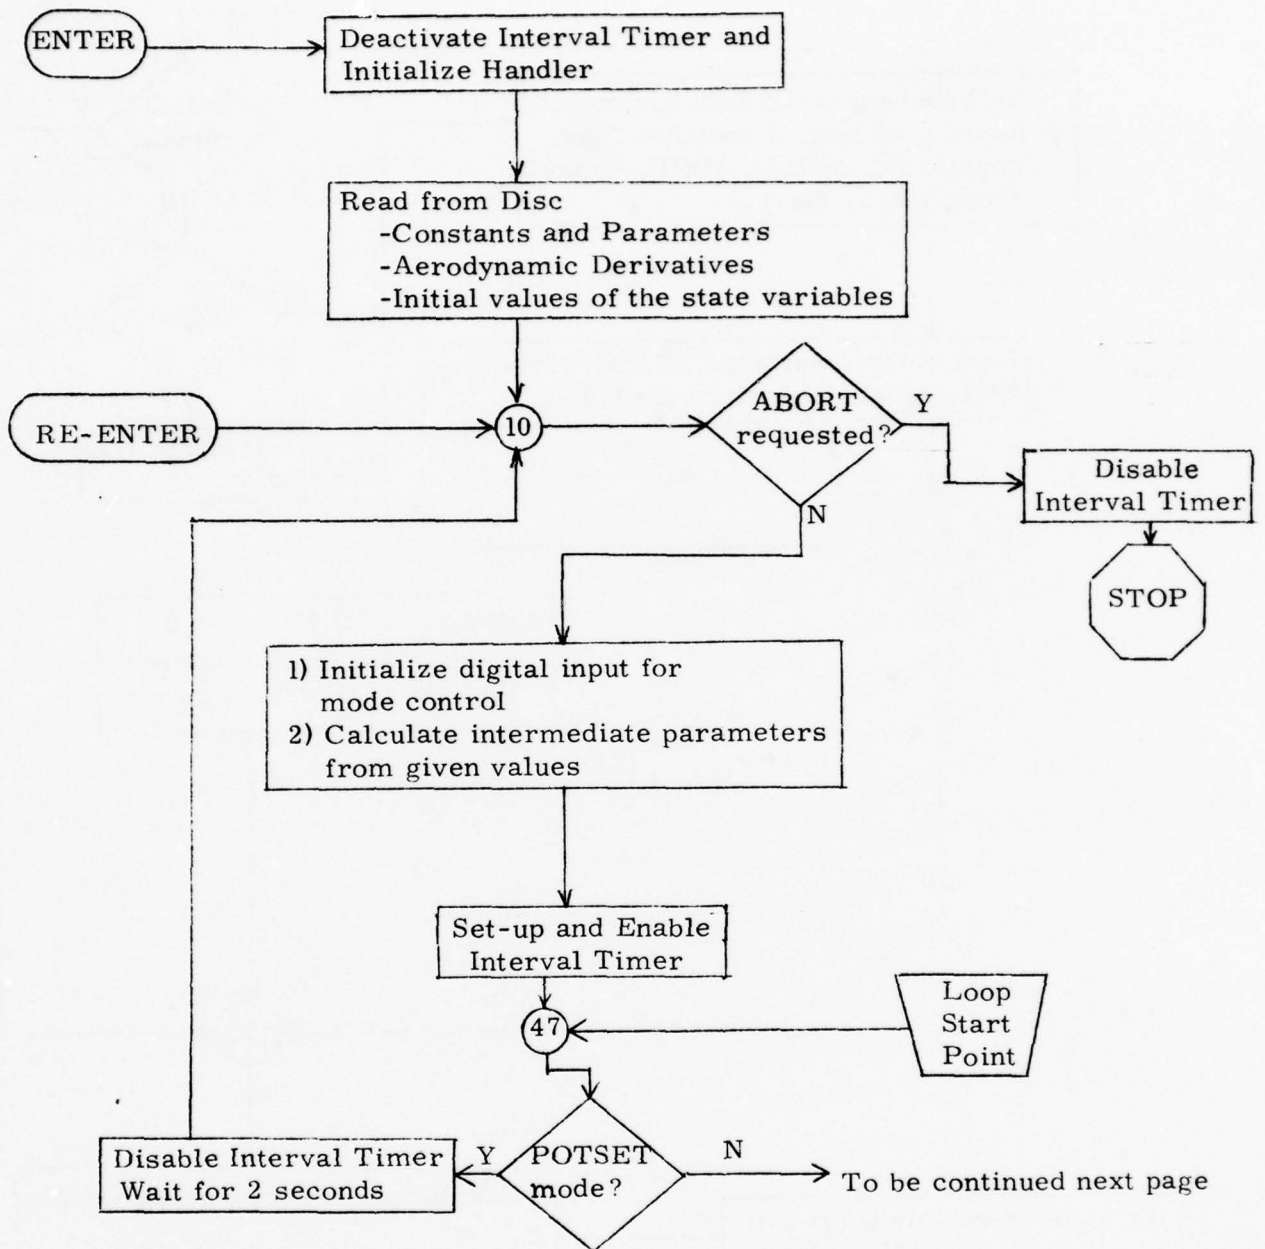 ENTER
Deactivate Interval Timer and
Initialize Handler
Read from Disc
-Constants and Parameters
-Aerodynamic Derivatives
-Initial values of the state variables
RE-ENTER
10
ABORT
requested?
Y
N
Disable
Interval Timer
STOP
1) Initialize digital input for
mode control
2) Calculate intermediate parameters
from given values
Set-up and Enable
Interval Timer
47
Loop
Start
Point
POTSET
mode?
Y
N
Disable Interval Timer
Wait for 2 seconds
To be continued next page